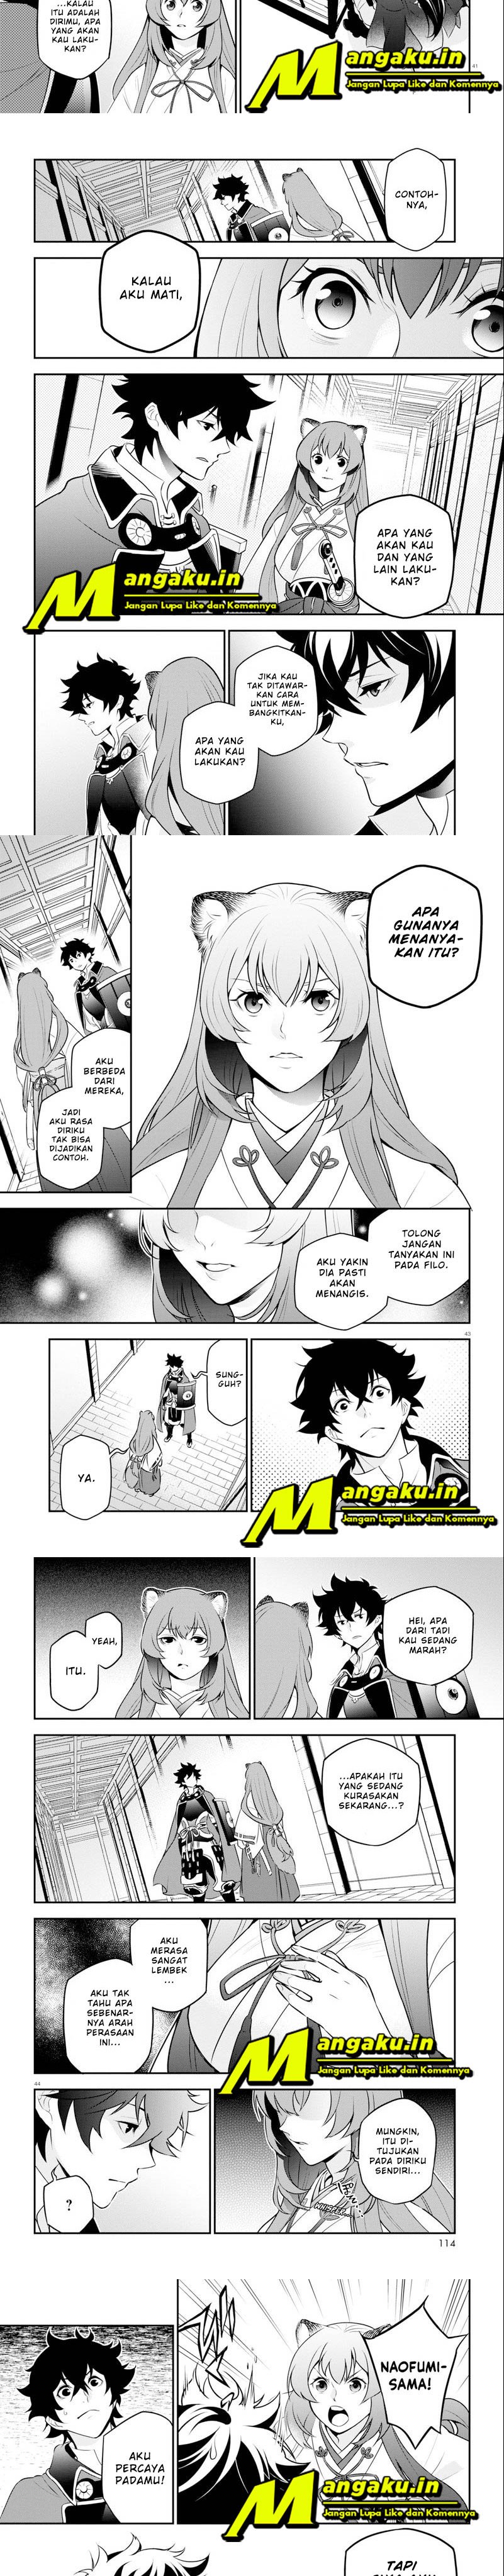 ...KALAU
ITU ADALAH
DIRIMU, APA
YANG AKAN
KAU LAKU-
KAN?
Mangaku.in
Jangan Lupa Like dan Komennya
41
CONTOH-
NYA,
KALAU
AKU MATI,
APA YANG
AKAN KAU
DAN YANG
LAIN LAKU-
KAN?
Mangaku.in
Jangan Lupa Like dan Komennya
JIKA KAU
TAK DITAWAR-
KAN CARA
UNTUK MEM-
BANGKITKAN-
KU,
APA YANG
AKAN KAU
LAKUKAN?
APA
GUNANYA
MENANYA-
KAN ITU?
AKU
BERBEDA
DARI
MEREKA,
JADI
AKU RASA
DIRIKU
TAK BISA
DIJADIKAN
CONTOH.
TOLONG
JANGAN
TANYAKAN INI
PADA FILO.
AKU YAKIN
DIA PASTI
AKAN
MENANGIS.
43
SUNG-
GUH?
YA.
Mangaku.in
Jangan Lupa Like dan Komennya
HEI, APA
DARI TADI
KAU SEDANG
MARAH?
YEAH,
ITU.
...APAKAH ITU
YANG SEDANG
KURASAKAN
SEKARANG...?
AKU
MERASA
SANGAT
LEMBEK
...
AKU TAK
TAHU APA
SEBENAR-
NYA ARAH
PERASAAN
INI...
Mangaku.in
Jangan Lupa Like dan Komennya
44
MUNGKIN,
ITU DI-
TUJUKAN
PADA DIRIKU
SENDIRI...
?
114
NAOFUMI-
SAMA!
AKU
PERCAYA
PADAMU!
Mangaku.in
Jangan Lupa Like dan Komennya
TAPI